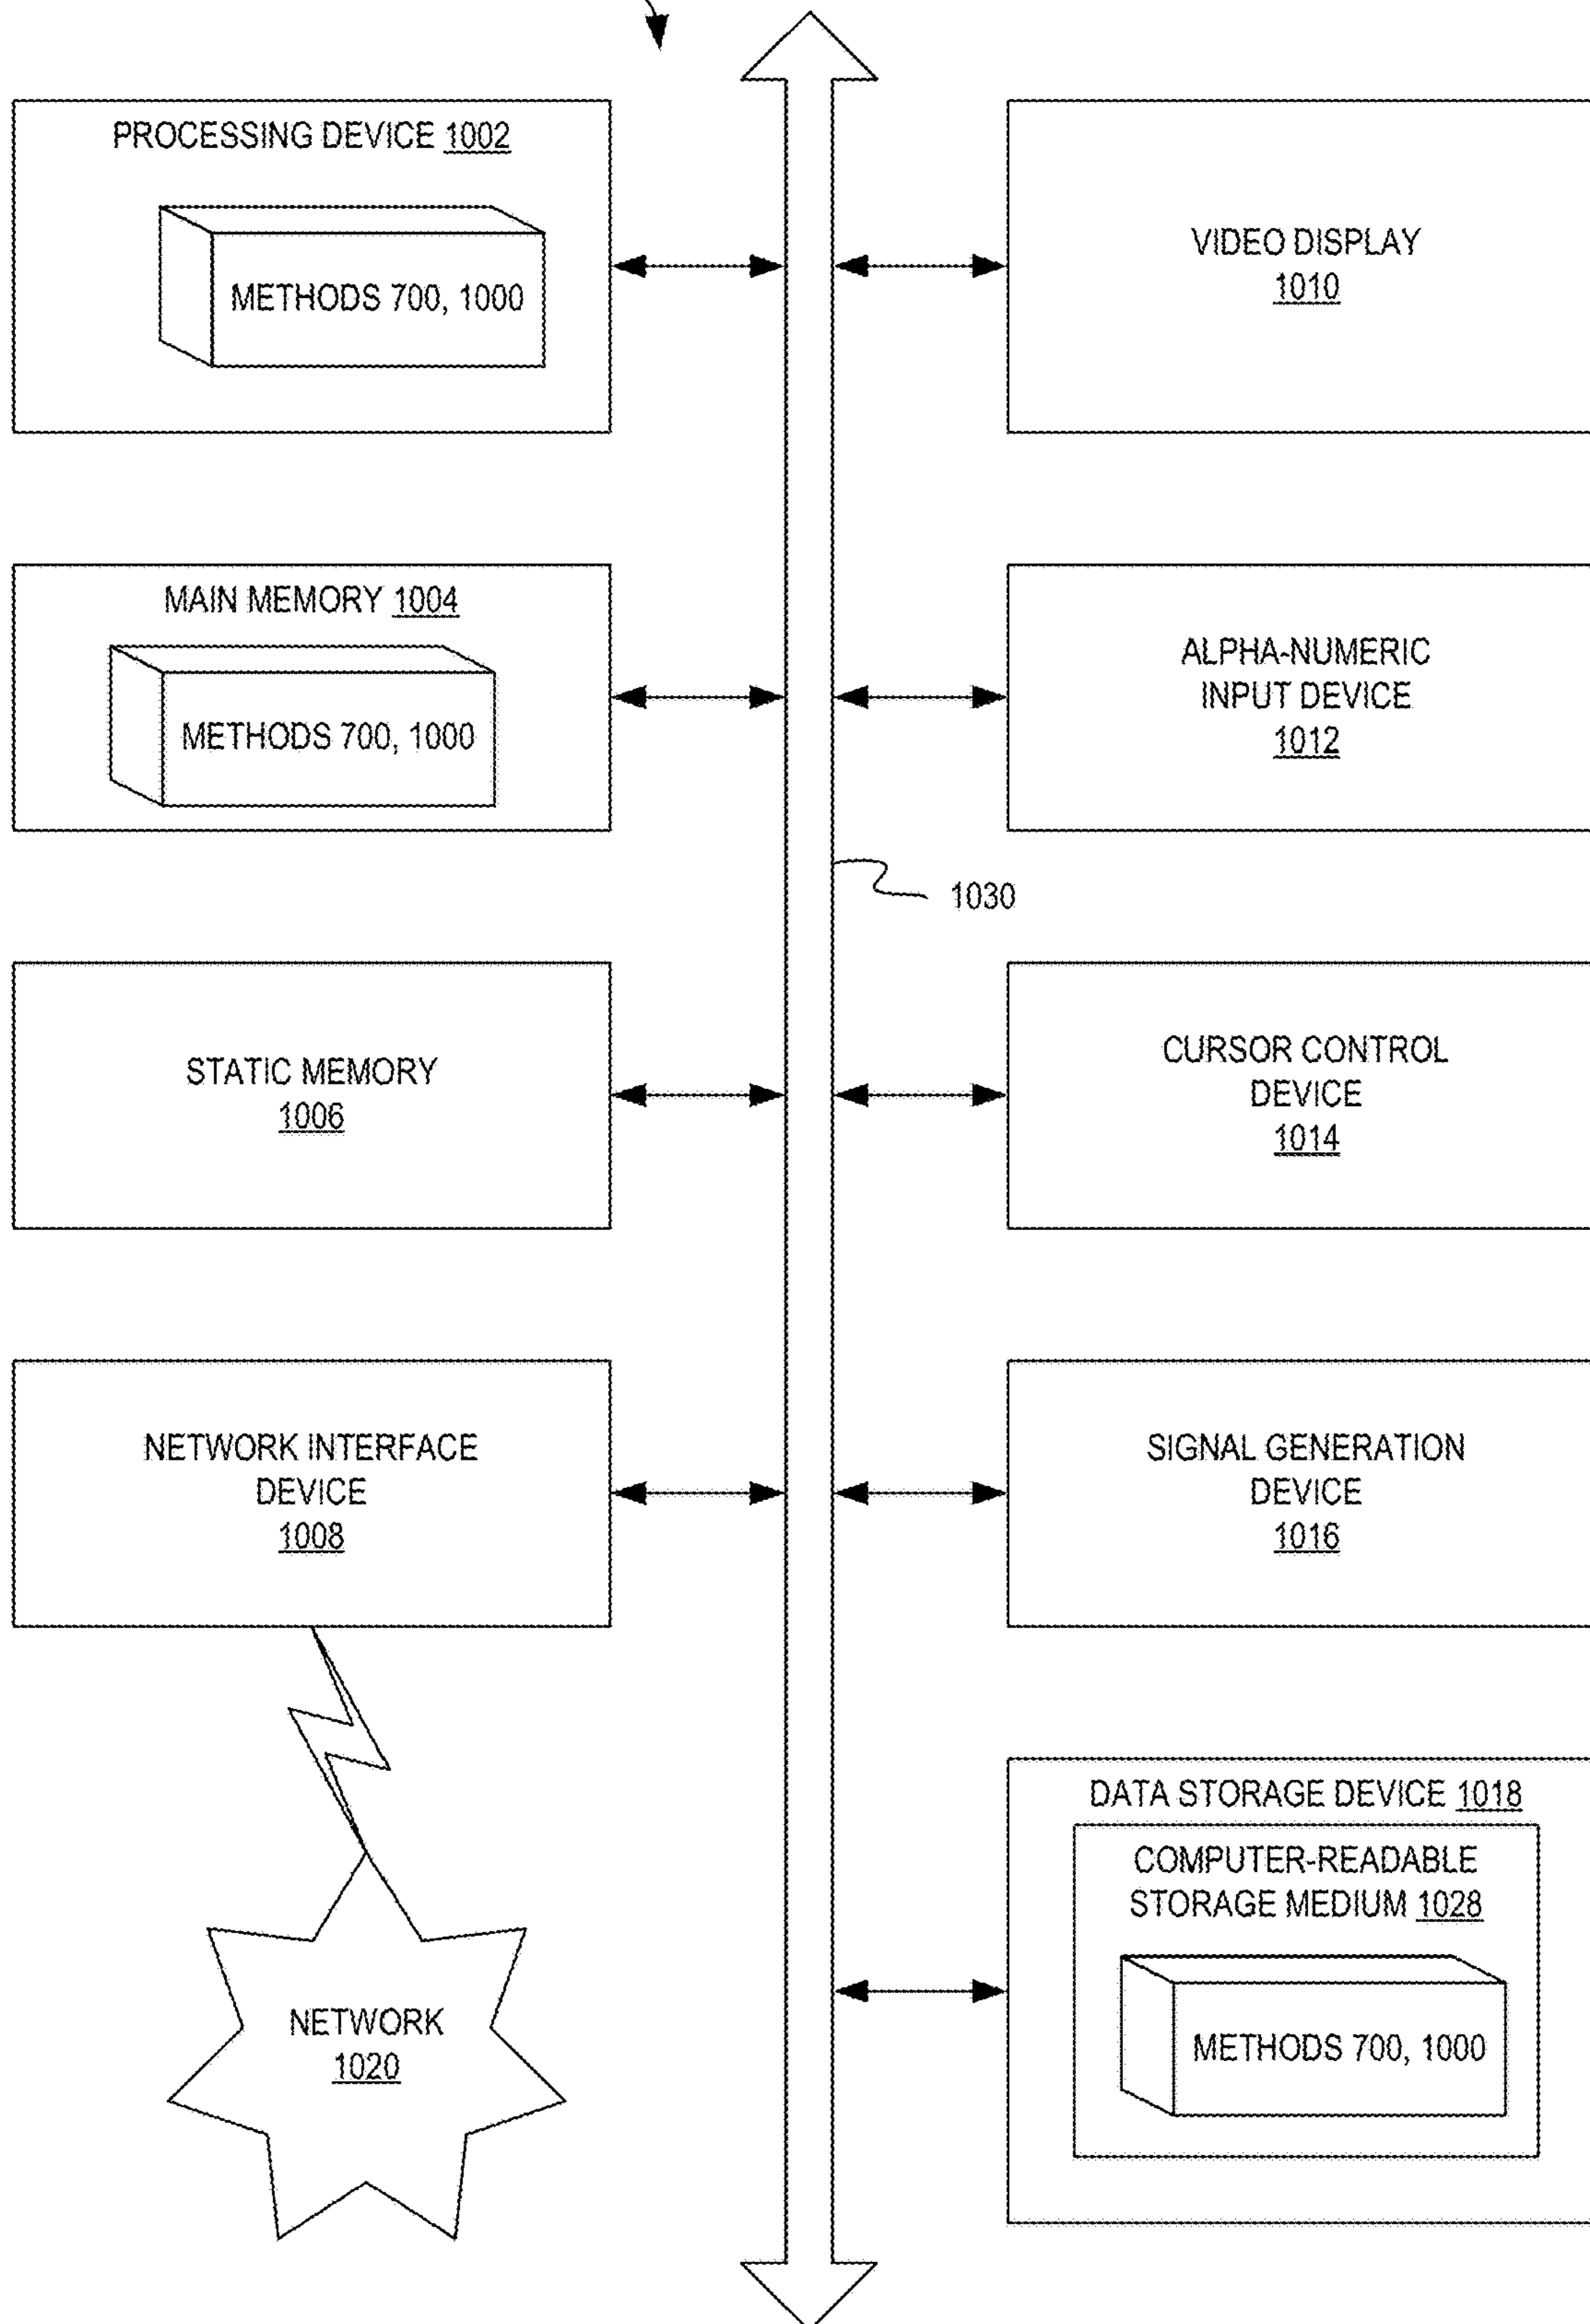 PROCESSING DEVICE 1002
METHODS 700, 1000
VIDEO DISPLAY
1010
MAIN MEMORY 1004
METHODS 700, 1000
ALPHA-NUMERIC
INPUT DEVICE
1012
1030
STATIC MEMORY
1006
CURSOR CONTROL
DEVICE
1014
NETWORK INTERFACE
DEVICE
1008
SIGNAL GENERATION
DEVICE
1016
DATA STORAGE DEVICE 1018
COMPUTER-READABLE
STORAGE MEDIUM 1028
METHODS 700, 1000
NETWORK
1020